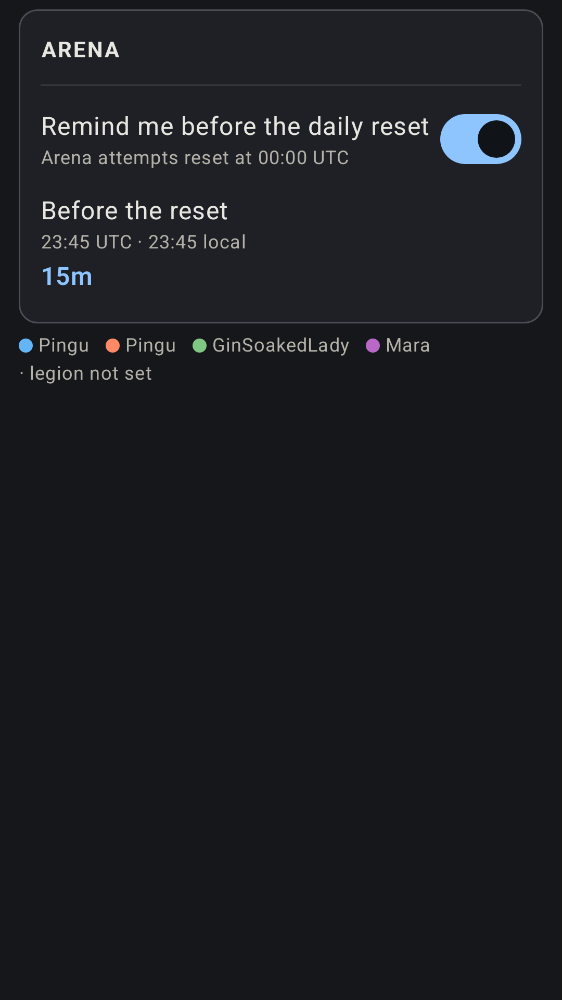 ARENA
Remind me before the daily reset
Arena attempts reset at 00:00 UTC
Before the reset
23:45 UTC · 23:45 local
15m
Pingu Pingu GinSoakedLady Mara
· legion not set